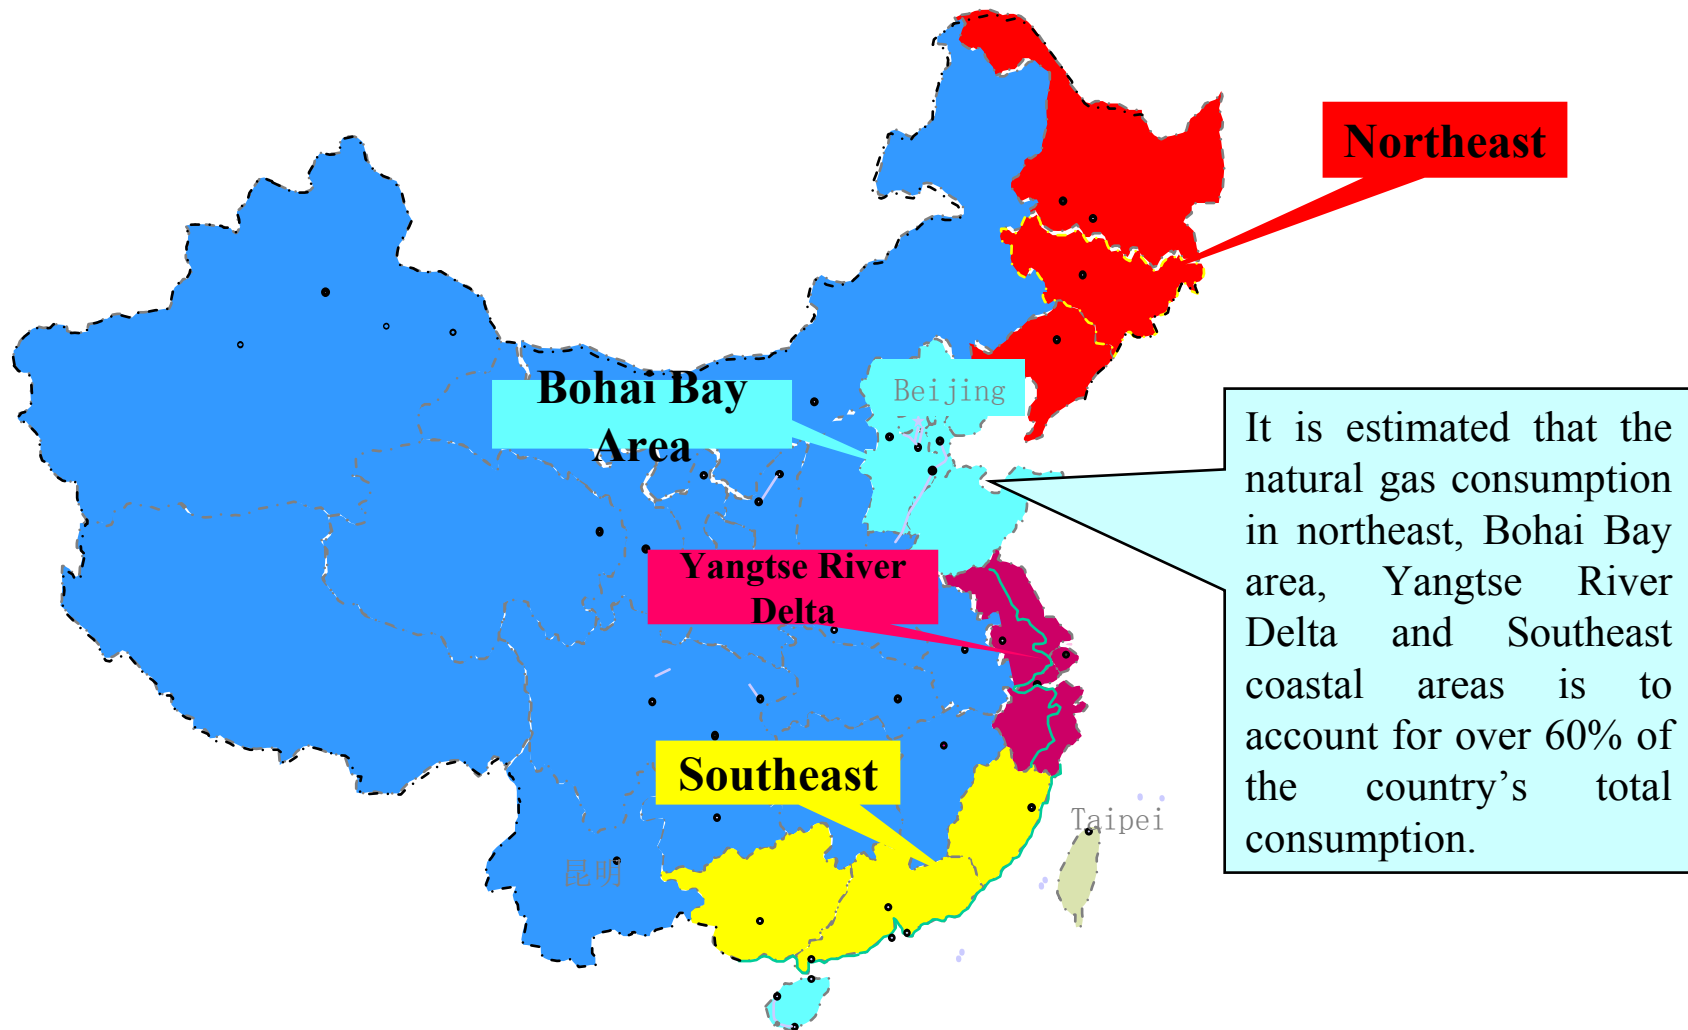 Northeast
Bohai Bay
Area
Beijing
It is estimated that the
natural gas consumption
in northeast, Bohai Bay
area, Yangtse River
Delta and Southeast
coastal areas is to
account for over 60% of
the country’s total
consumption.
Yangtse River
Delta
Southeast
Taipei
昆明